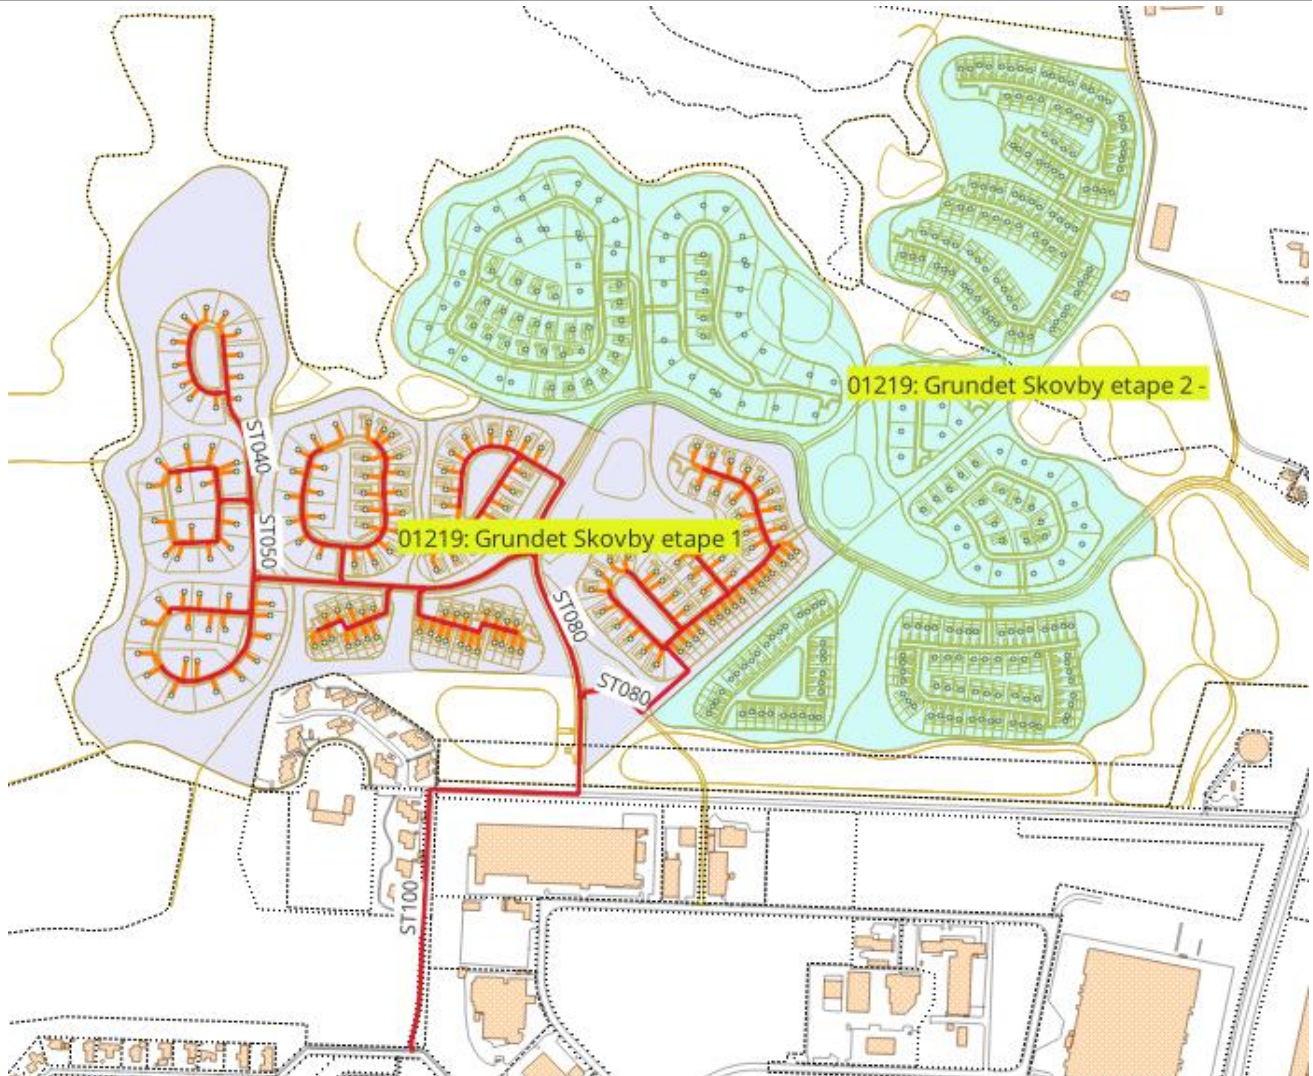 01219: Grundet Skovby etape 2 -
ST040
ST050
01219: Grundet Skovby etape 1
ST080
ST080
ST100